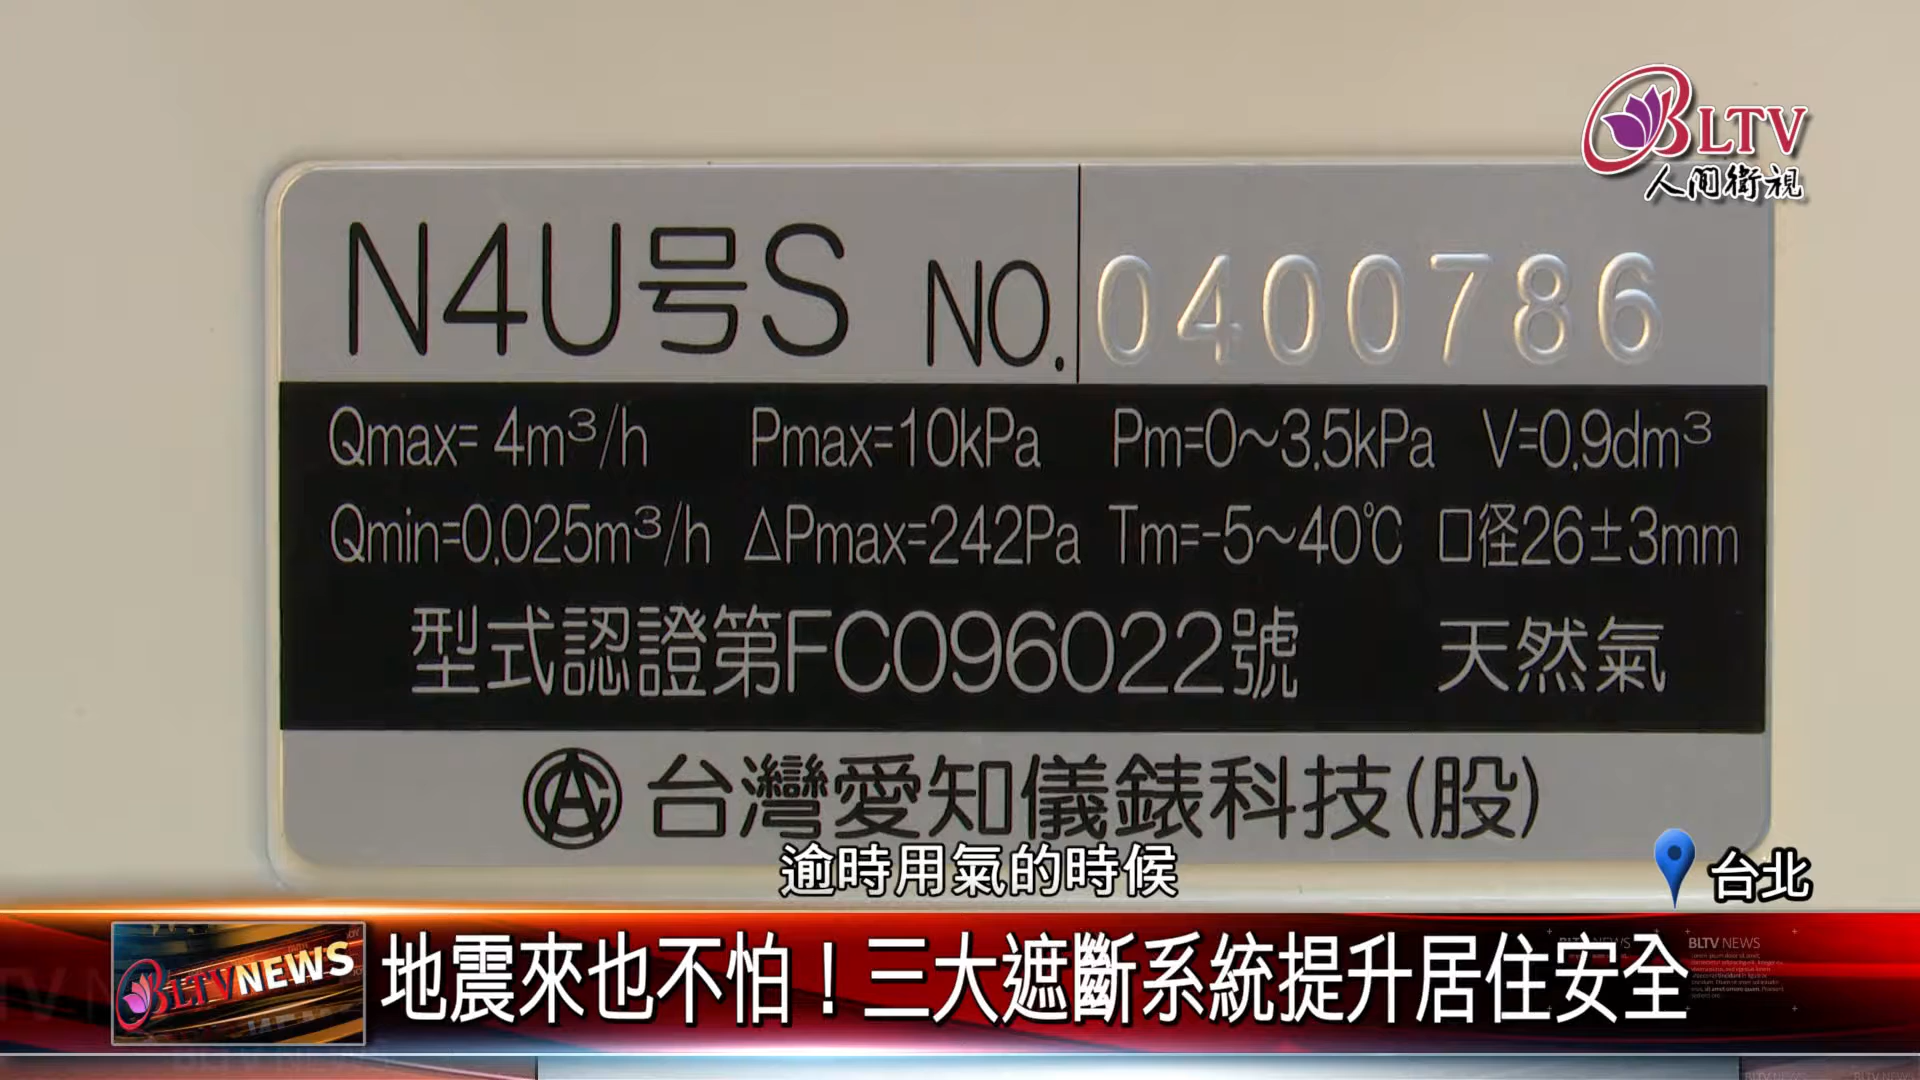 BLTV
人間衛視
N4U号S NO. 0400786
Qmax= 4m³/h Pmax=10kPa Pm=0~3.5kPa V=0.9dm³
Qmin=0.025m³/h △Pmax=242Pa Tm=-5~40℃ 口径26±3mm
型式認證第FC096022號 天然氣
台灣愛知儀錶科技(股)
逾時用氣的時候
台北
BLTV NEWS
地震來也不怕！三大遮斷系統提升居住安全
BLTV NEWS